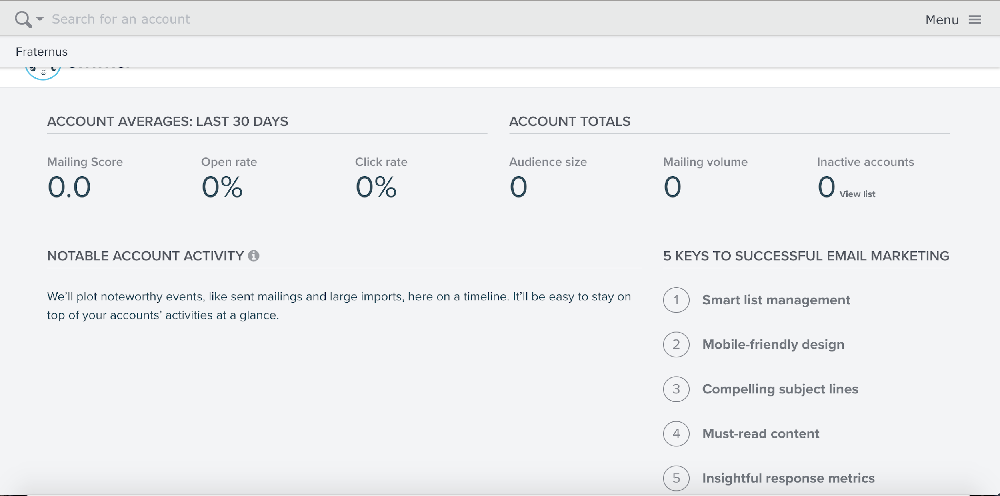 Search for an account
Menu
Fraternus
ACCOUNT AVERAGES: LAST 30 DAYS
Mailing Score
0.0
Open rate
0%
Click rate
0%
ACCOUNT TOTALS
Audience size
0
Mailing volume
0
Inactive accounts
0 View list
NOTABLE ACCOUNT ACTIVITY
We’ll plot noteworthy events, like sent mailings and large imports, here on a timeline. It’ll be easy to stay on
top of your accounts’ activities at a glance.
5 KEYS TO SUCCESSFUL EMAIL MARKETING
1 Smart list management
2 Mobile-friendly design
3 Compelling subject lines
4 Must-read content
5 Insightful response metrics